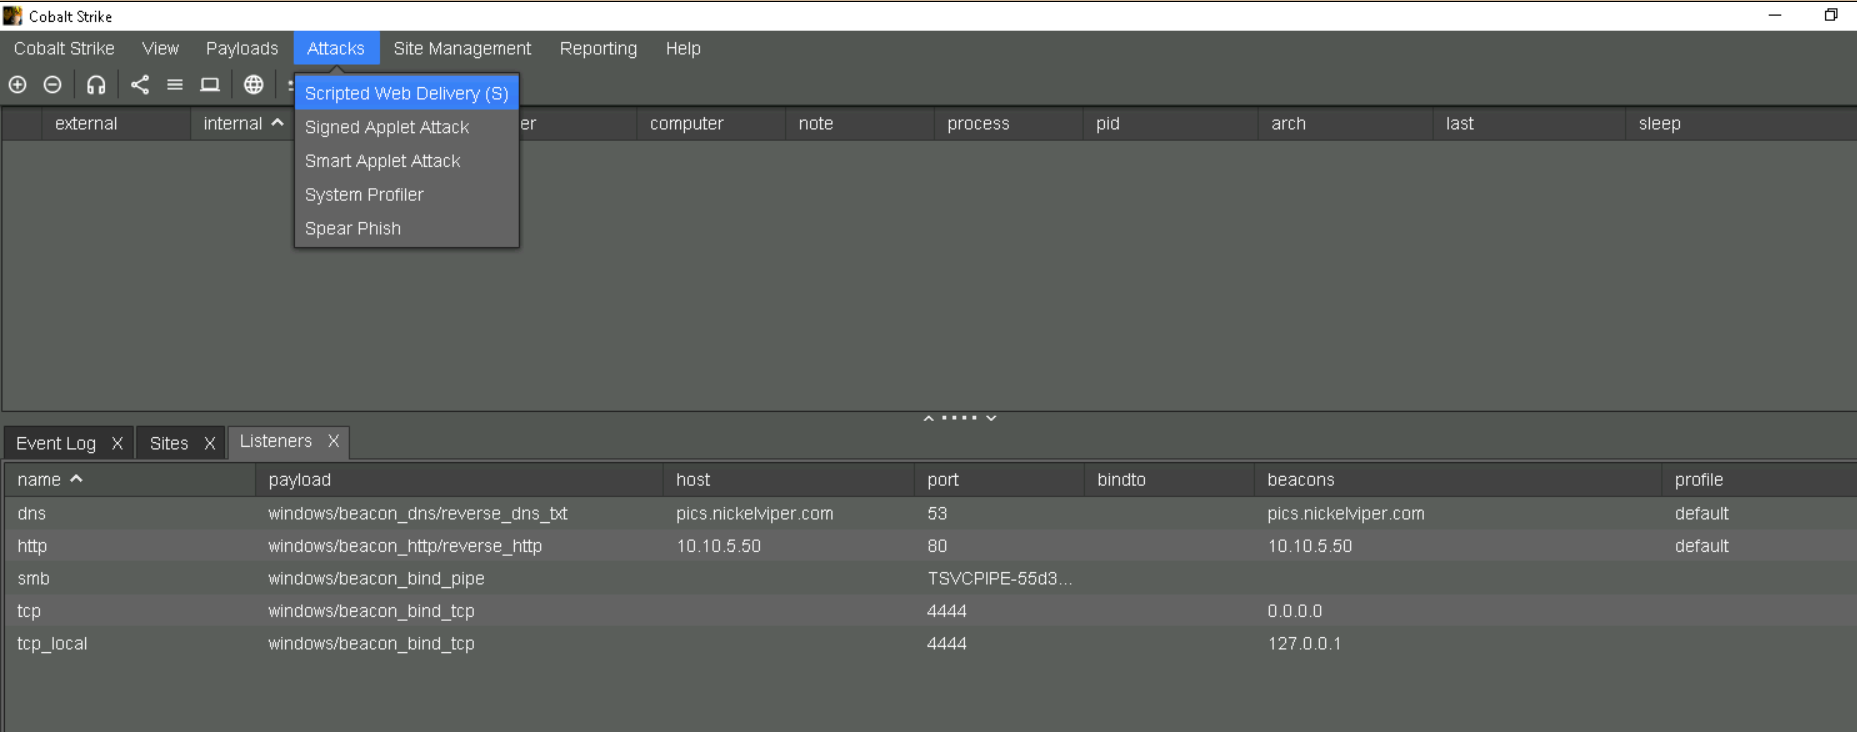 Cobalt Strike
Cobalt Strike View Payloads Attacks Site Management Reporting Help
Scripted Web Delivery (S)
Signed Applet Attack
Smart Applet Attack
System Profiler
Spear Phish
external internal er computer note process pid arch last sleep
Event Log X Sites X Listeners X
name payload host port bindto beacons profile
dns windows/beacon_dns/reverse_dns_txt pics.nickelviper.com 53 pics.nickelviper.com default
http windows/beacon_http/reverse_http 10.10.5.50 80 10.10.5.50 default
smb windows/beacon_bind_pipe TSVCPIPE-55d3...
tcp windows/beacon_bind_tcp 4444 0.0.0.0
tcp_local windows/beacon_bind_tcp 4444 127.0.0.1